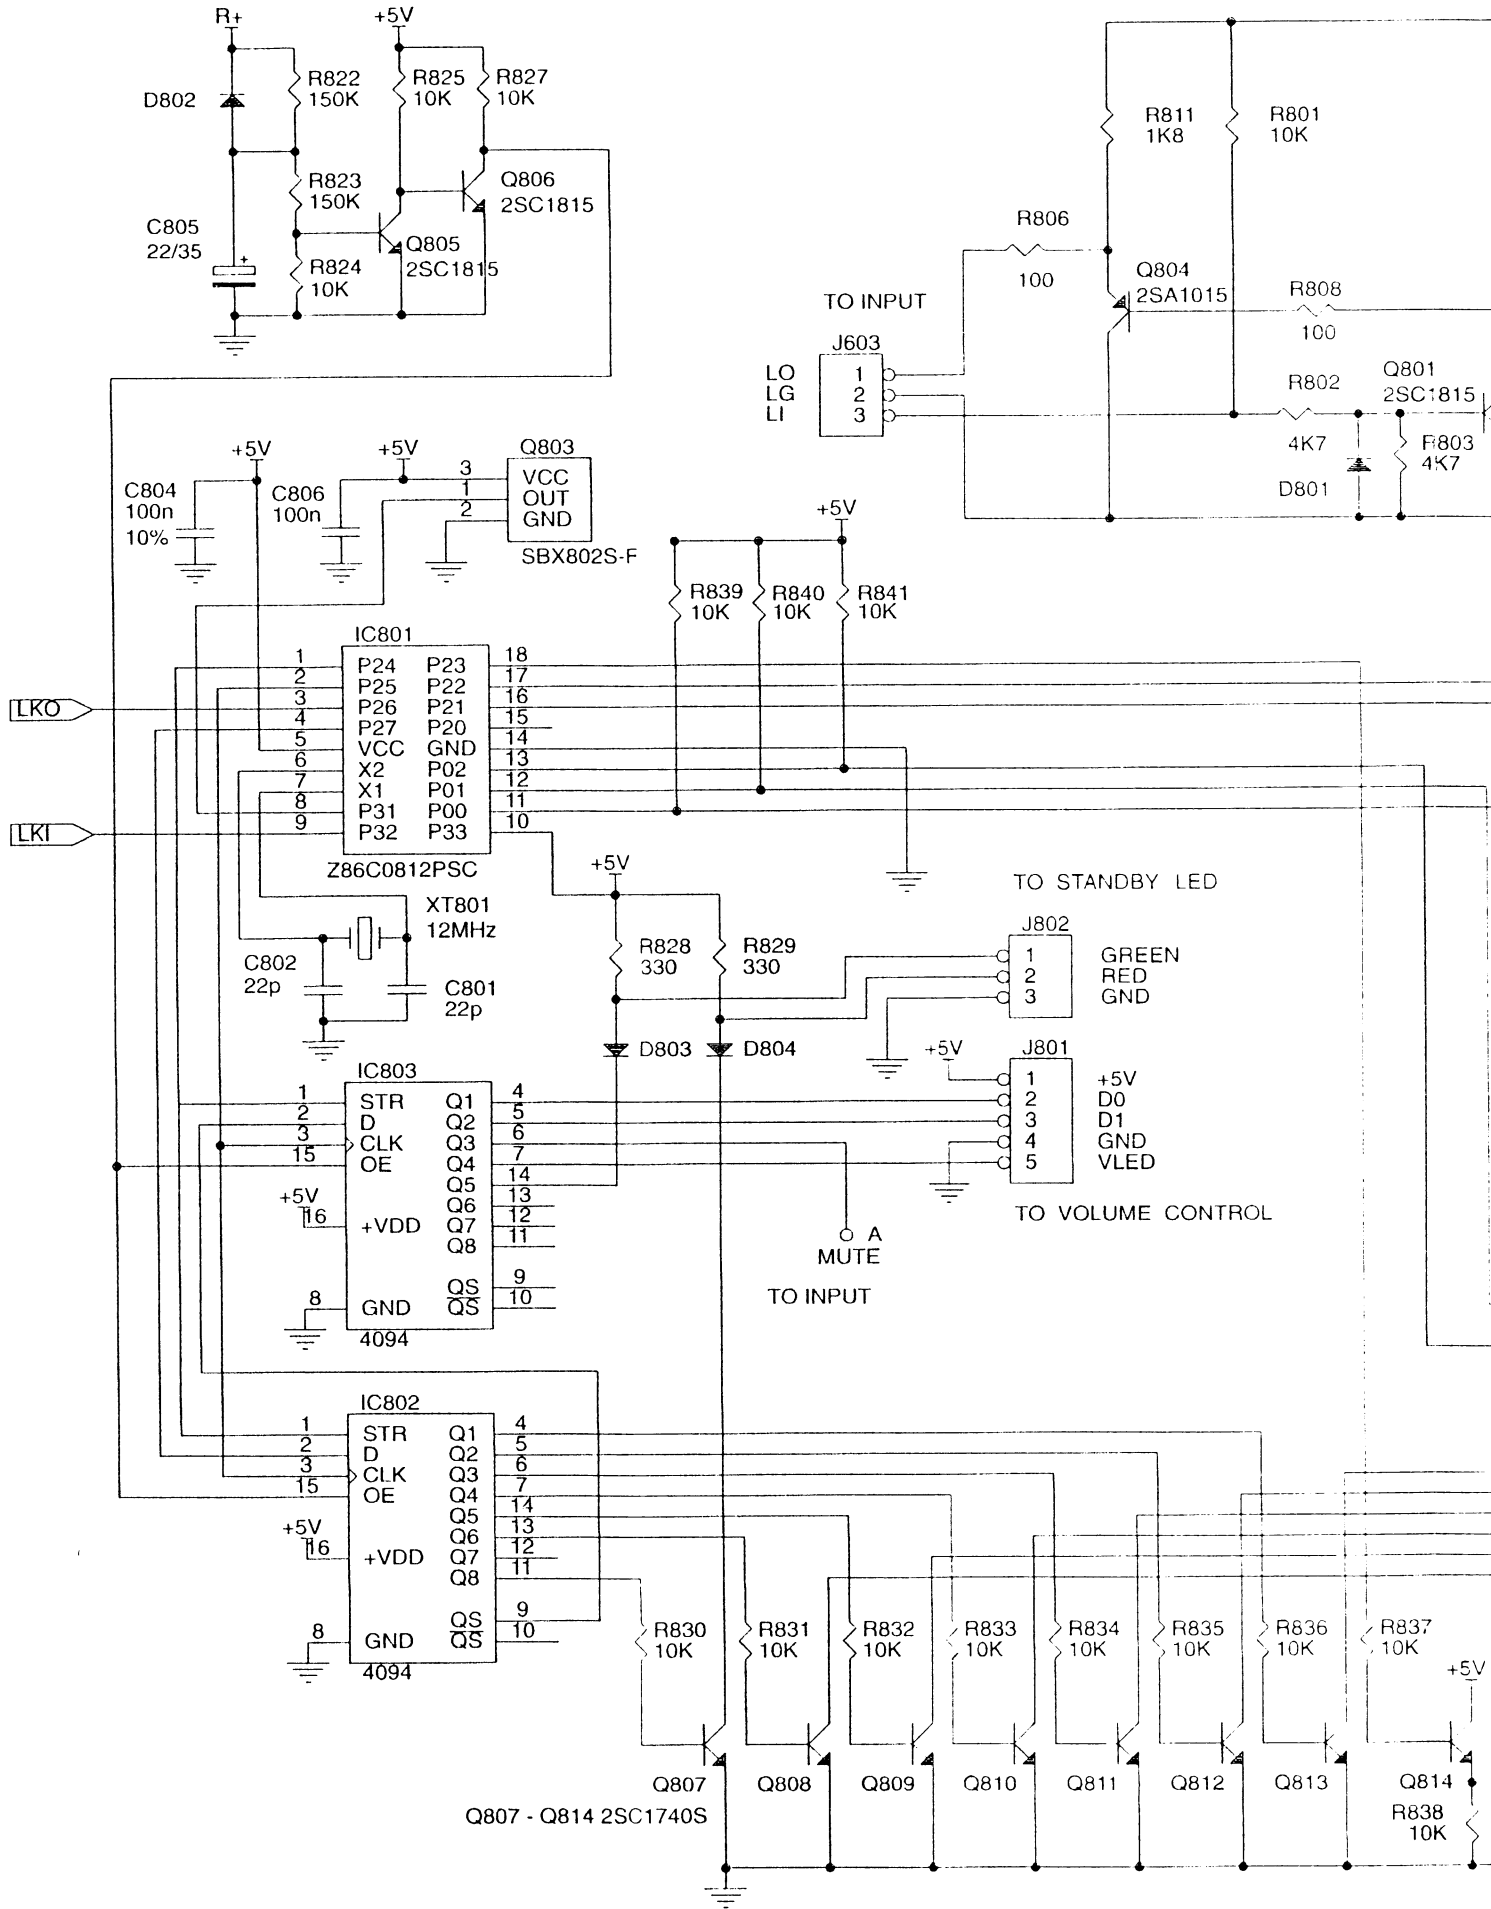 R+
+5V
D802
R822
150K
R825
10K
R827
10K
R823
150K
Q806
2SC1815
C805
22/35
+
R824
10K
Q805
2SC1815
R811
1K8
R801
10K
R806
100
Q804
2SA1015
R808
100
TO INPUT
J603
LO 1
LG 2
LI 3
R802
4K7
Q801
2SC1815
R803
4K7
D801
+5V
+5V
C804
100n
10%
C806
100n
Q803
3 VCC
1 OUT
2 GND
SBX802S-F
+5V
R839
10K
R840
10K
R841
10K
IC801
1 P24 P23 18
2 P25 P22 17
3 P26 P21 16
4 P27 P20 15
5 VCC GND 14
6 X2 P02 13
7 X1 P01 12
8 P31 P00 11
9 P32 P33 10
Z86C0812PSC
LKO
LKI
XT801
12MHz
C802
22p
C801
22p
+5V
R828
330
R829
330
D803
D804
TO STANDBY LED
J802
1 GREEN
2 RED
3 GND
+5V
J801
1 +5V
2 D0
3 D1
4 GND
5 VLED
TO VOLUME CONTROL
IC803
1 STR Q1 4
2 D Q2 5
3 CLK Q3 6
15 OE Q4 7
Q5 14
Q6 13
+5V
16 +VDD Q7 12
Q8 11
QS 9
8 GND QS 10
4094
A
MUTE
TO INPUT
IC802
1 STR Q1 4
2 D Q2 5
3 CLK Q3 6
15 OE Q4 7
Q5 14
Q6 13
+5V
16 +VDD Q7 12
Q8 11
QS 9
8 GND QS 10
4094
R830
10K
R831
10K
R832
10K
R833
10K
R834
10K
R835
10K
R836
10K
R837
10K
+5V
Q807
Q808
Q809
Q810
Q811
Q812
Q813
Q814
Q807 - Q814 2SC1740S
R838
10K